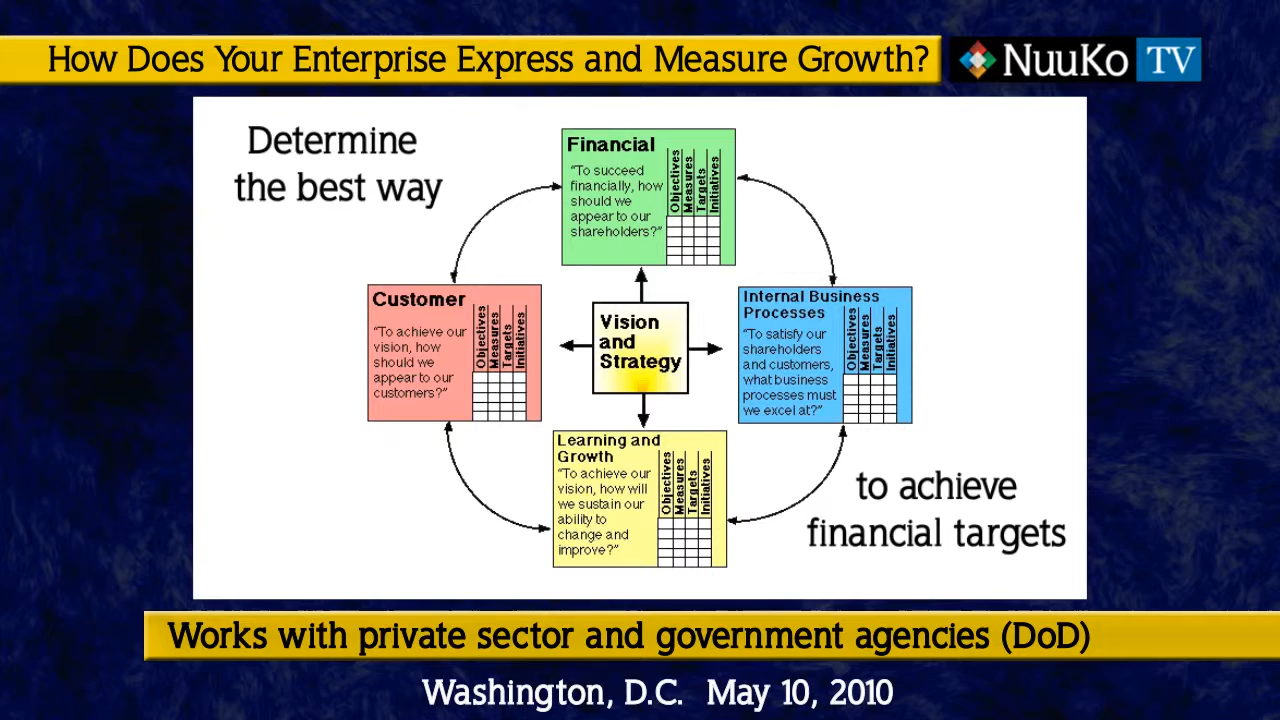 How Does Your Enterprise Express and Measure Growth?
NuuKo TV
Determine
the best way
Financial
"To succeed
financially, how
should we
appear to our
shareholders?"
Objectives
Measures
Targets
Initiatives
Customer
"To achieve our
vision, how
should we
appear to our
customers?"
Objectives
Measures
Targets
Initiatives
Vision
and
Strategy
Internal Business
Processes
"To satisfy our
shareholders
and customers,
what business
processes must
we excel at?"
Objectives
Measures
Targets
Initiatives
Learning and
Growth
"To achieve our
vision, how will
we sustain our
ability to
change and
improve?"
Objectives
Measures
Targets
Initiatives
to achieve
financial targets
Works with private sector and government agencies (DoD)
Washington, D.C. May 10, 2010